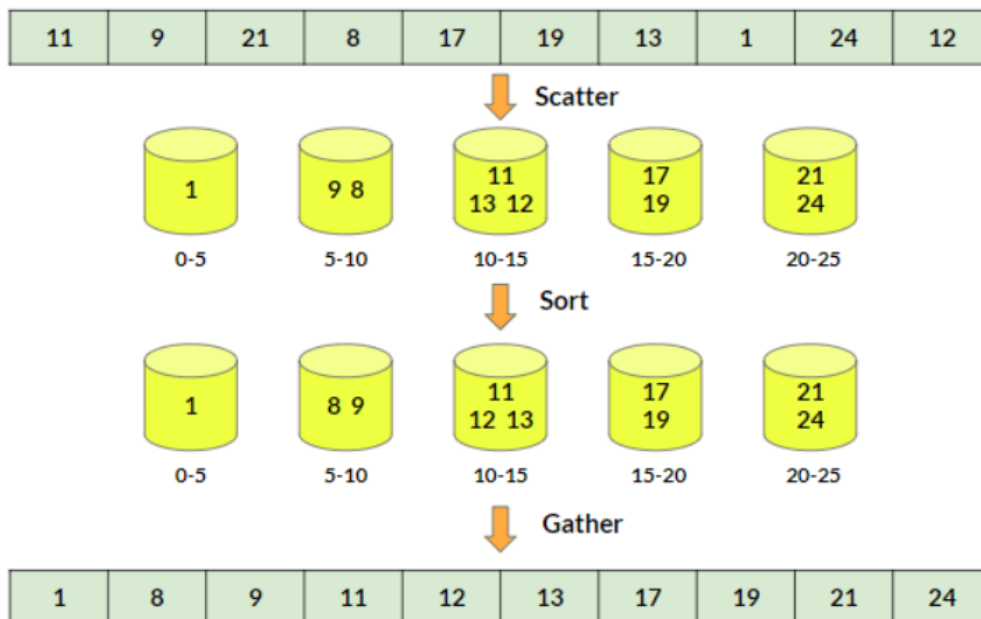 11 9 21 8 17 19 13 1 24 12
Scatter
1 9 8 11 17 21
13 12 19 24
0-5 5-10 10-15 15-20 20-25
Sort
1 8 9 11 17 21
12 13 19 24
0-5 5-10 10-15 15-20 20-25
Gather
1 8 9 11 12 13 17 19 21 24